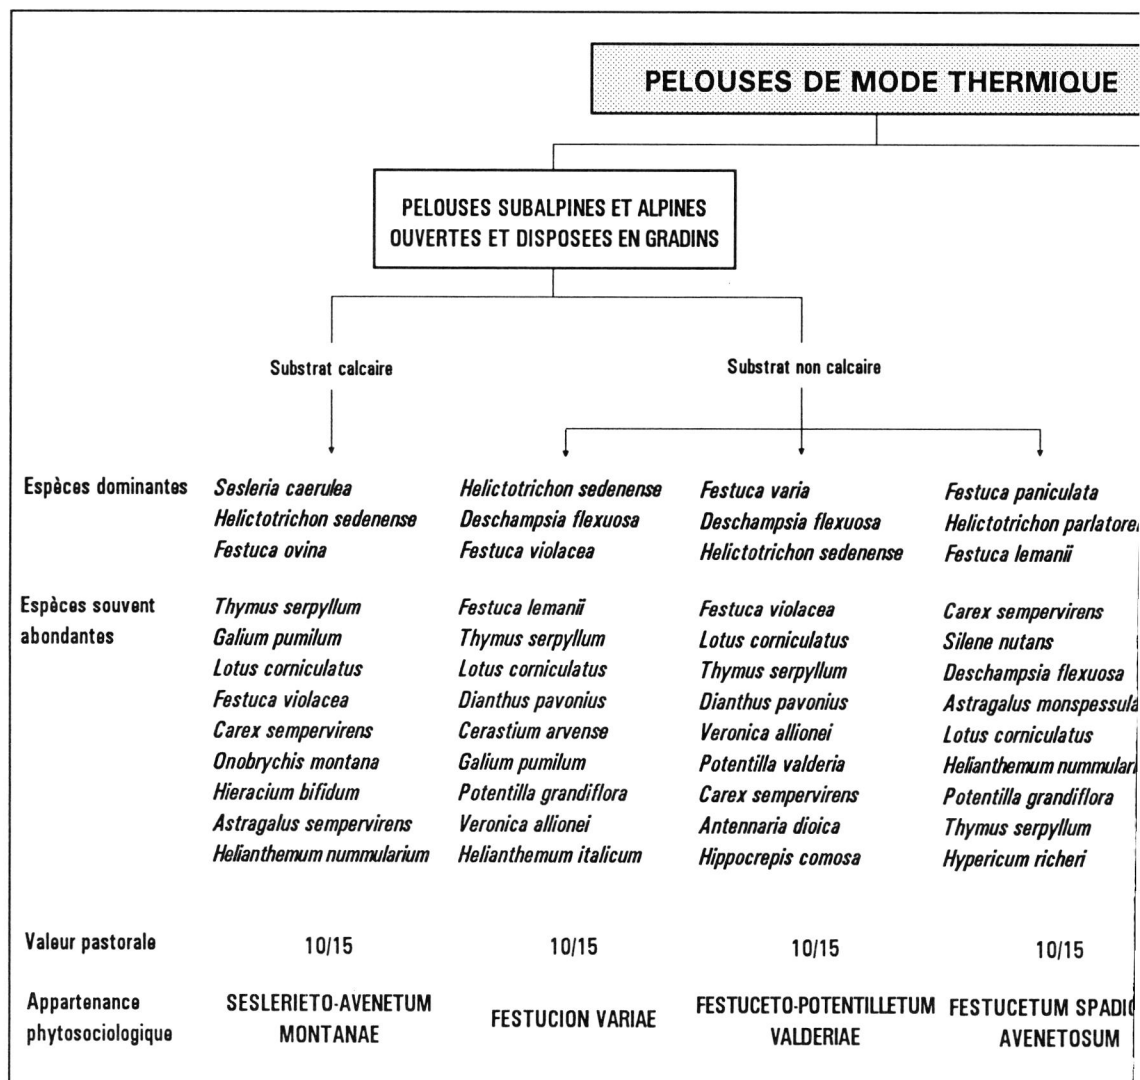 PELOUSES DE MODE THERMIQUE
PELOUSES SUBALPINES ET ALPINES
OUVERTES ET DISPOSEES EN GRADINS
Substrat calcaire
Substrat non calcaire
Espèces dominantes
Sesleria caerulea
Helictotrichon sedenense
Festuca ovina
Helictotrichon sedenense
Deschampsia flexuosa
Festuca violacea
Festuca varia
Deschampsia flexuosa
Helictotrichon sedenense
Festuca paniculata
Helictotrichon
Festuca lemanii
Espèces souvent
abondantes
Thymus serpyllum
Galium pumilum
Lotus corniculatus
Festuca violacea
Carex sempervirens
Onobrychis montana
Hieracium bifidum
Astragalus sempervirens
Helianthemum nummularium
Festuca lemanii
Thymus serpyllum
Lotus corniculatus
Dianthus pavonius
Cerastium arvense
Galium pumilum
Potentilla grandiflora
Veronica allionei
Helianthemum italicum
Festuca violacea
Lotus corniculatus
Thymus serpyllum
Dianthus pavonius
Veronica allionei
Potentilla valderia
Carex sempervirens
Antennaria dioica
Hippocrepis comosa
Carex sempervirens
Silene nutans
Deschampsia flexuosa
Astragalus
Lotus corniculatus
Helianthemum
Potentilla grandiflora
Thymus serpyllum
Hypericum richeri
Valeur pastorale
10/15
10/15
10/15
10/15
Appartenance
phytosociologique
SESLERIETO-AVENETUM
MONTANAE
FESTUCION VARIAE
FESTUCETO-POTENTILLETUM
VALDERIAE
FESTUCETUM
AVENETOSUM